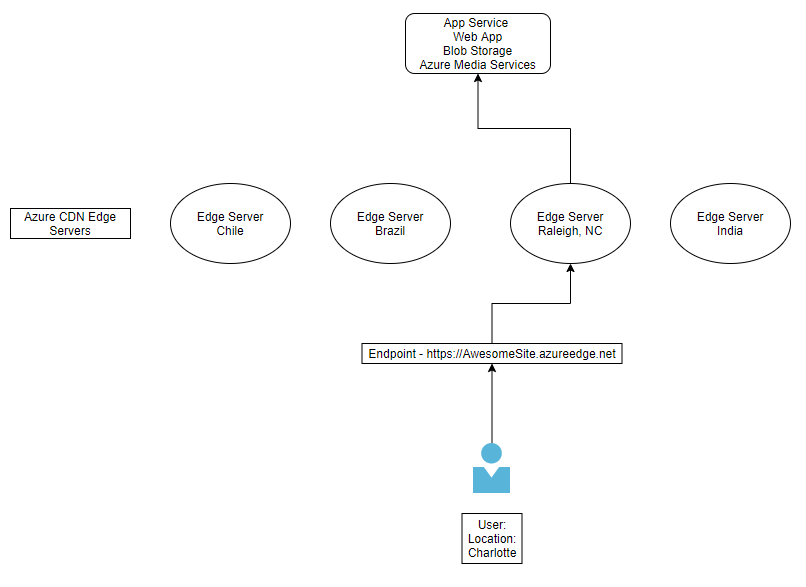 App Service
Web App
Blob Storage
Azure Media Services
Azure CDN Edge
Servers
Edge Server
Chile
Edge Server
Brazil
Edge Server
Raleigh, NC
Edge Server
India
Endpoint - https://AwesomeSite.azureedge.net
User:
Location:
Charlotte